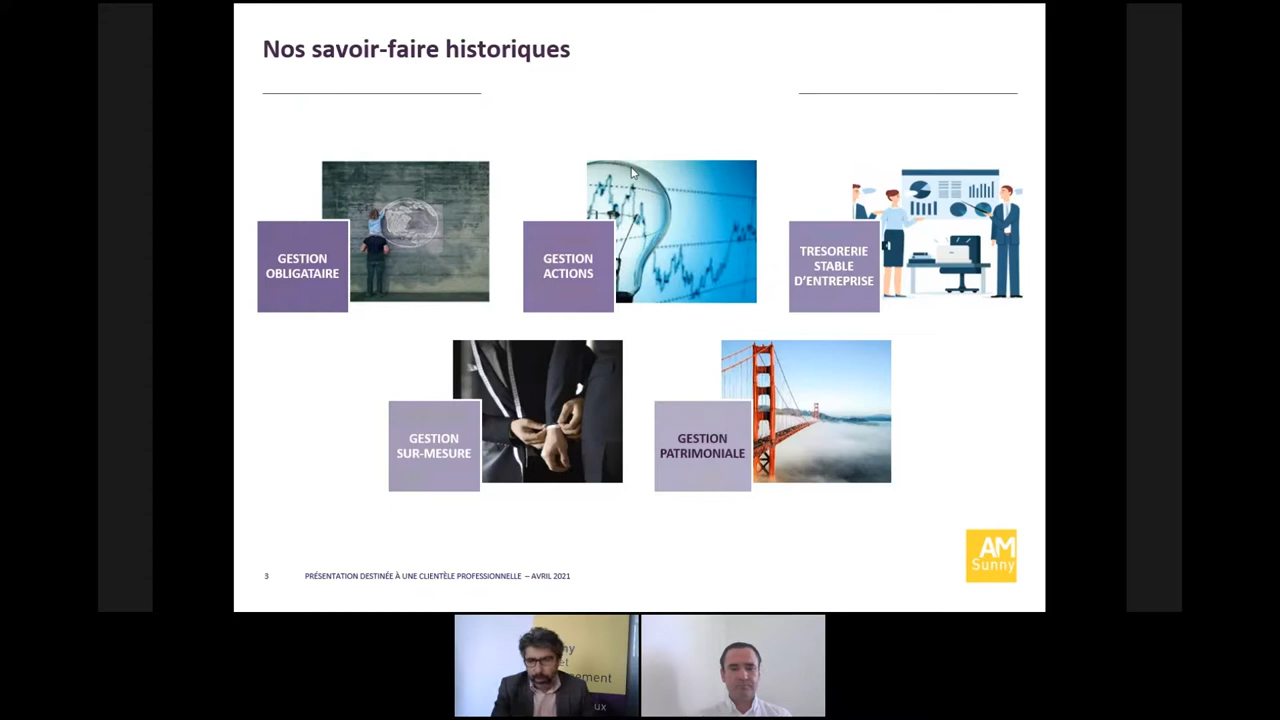 Nos savoir-faire historiques
GESTION
OBLIGATAIRE
GESTION
ACTIONS
TRESORERIE
STABLE
D’ENTREPRISE
GESTION
SUR-MESURE
GESTION
PATRIMONIALE
AM
Sunny
3
PRÉSENTATION DESTINÉE À UNE CLIENTÈLE PROFESSIONNELLE – AVRIL 2021